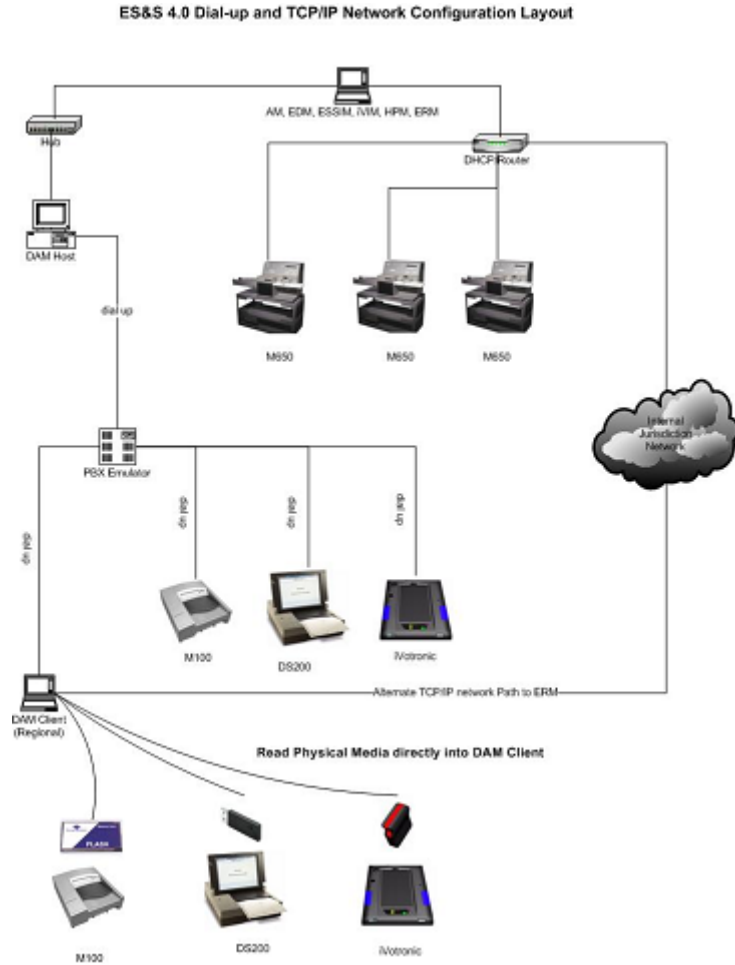 ES&S 4.0 Dial-up and TCP/IP Network Configuration Layout
AM, EDM, ESSIM, iVIM, HPM, ERM
Hub
DHCP/Router
DAM Host
dial up
M650
M650
M650
Internal
Jurisdiction
Network
PBX Emulator
dial up
dial up
dial up
dial up
M100
DS200
iVotronic
Alternate TCP/IP network Path to ERM
DAM Client
(Regional)
Read Physical Media directly into DAM Client
FLASH
M100
DS200
iVotronic